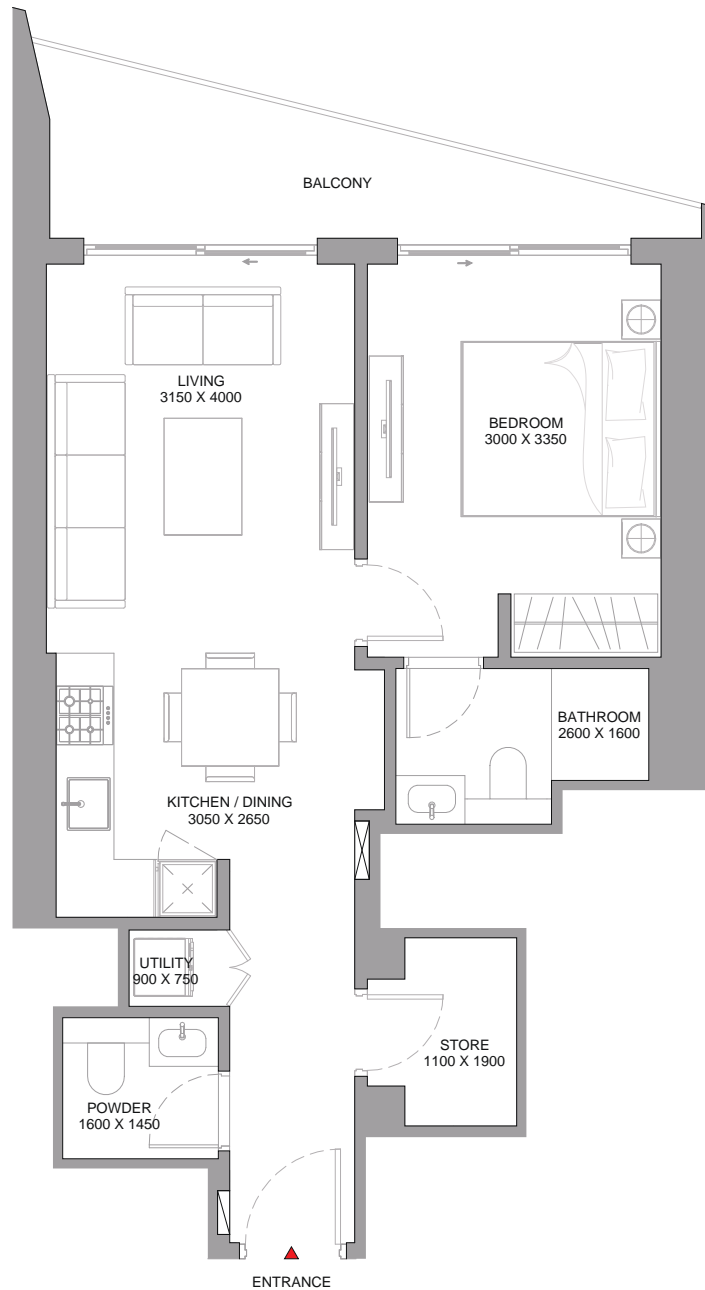 BALCONY
LIVING
3150 X 4000
BEDROOM
3000 X 3350
BATHROOM
2600 X 1600
KITCHEN / DINING
3050 X 2650
UTILITY
900 X 750
STORE
1100 X 1900
POWDER
1600 X 1450
ENTRANCE